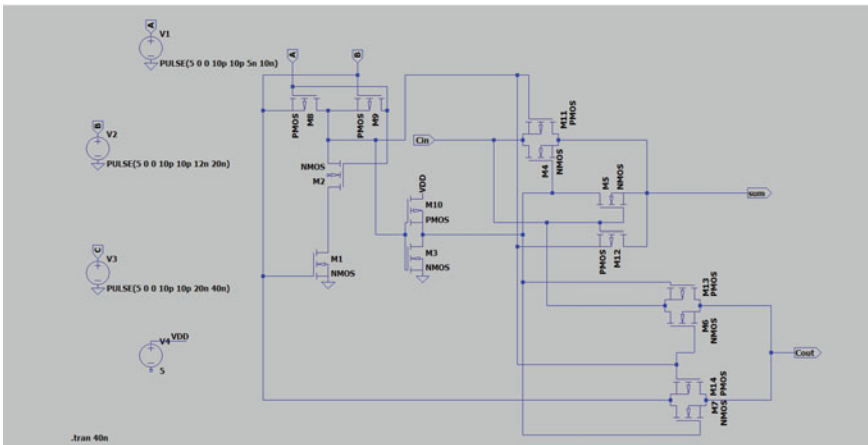 A
V1
PULSE(5 0 0 10p 10p 5n 10n)
B
V2
PULSE(5 0 0 10p 10p 12n 20n)
C
V3
PULSE(5 0 0 10p 10p 20n 40n)
V4
VDD
5
.tran 40n
A
B
PMOS
M8
PMOS
M9
NMOS
M2
M1
NMOS
VDD
M10
PMOS
M3
NMOS
Cin
M11
PMOS
M4
NMOS
M5
NMOS
PMOS
M12
sum
M13
PMOS
M6
NMOS
Cout
M14
PMOS
M7
NMOS